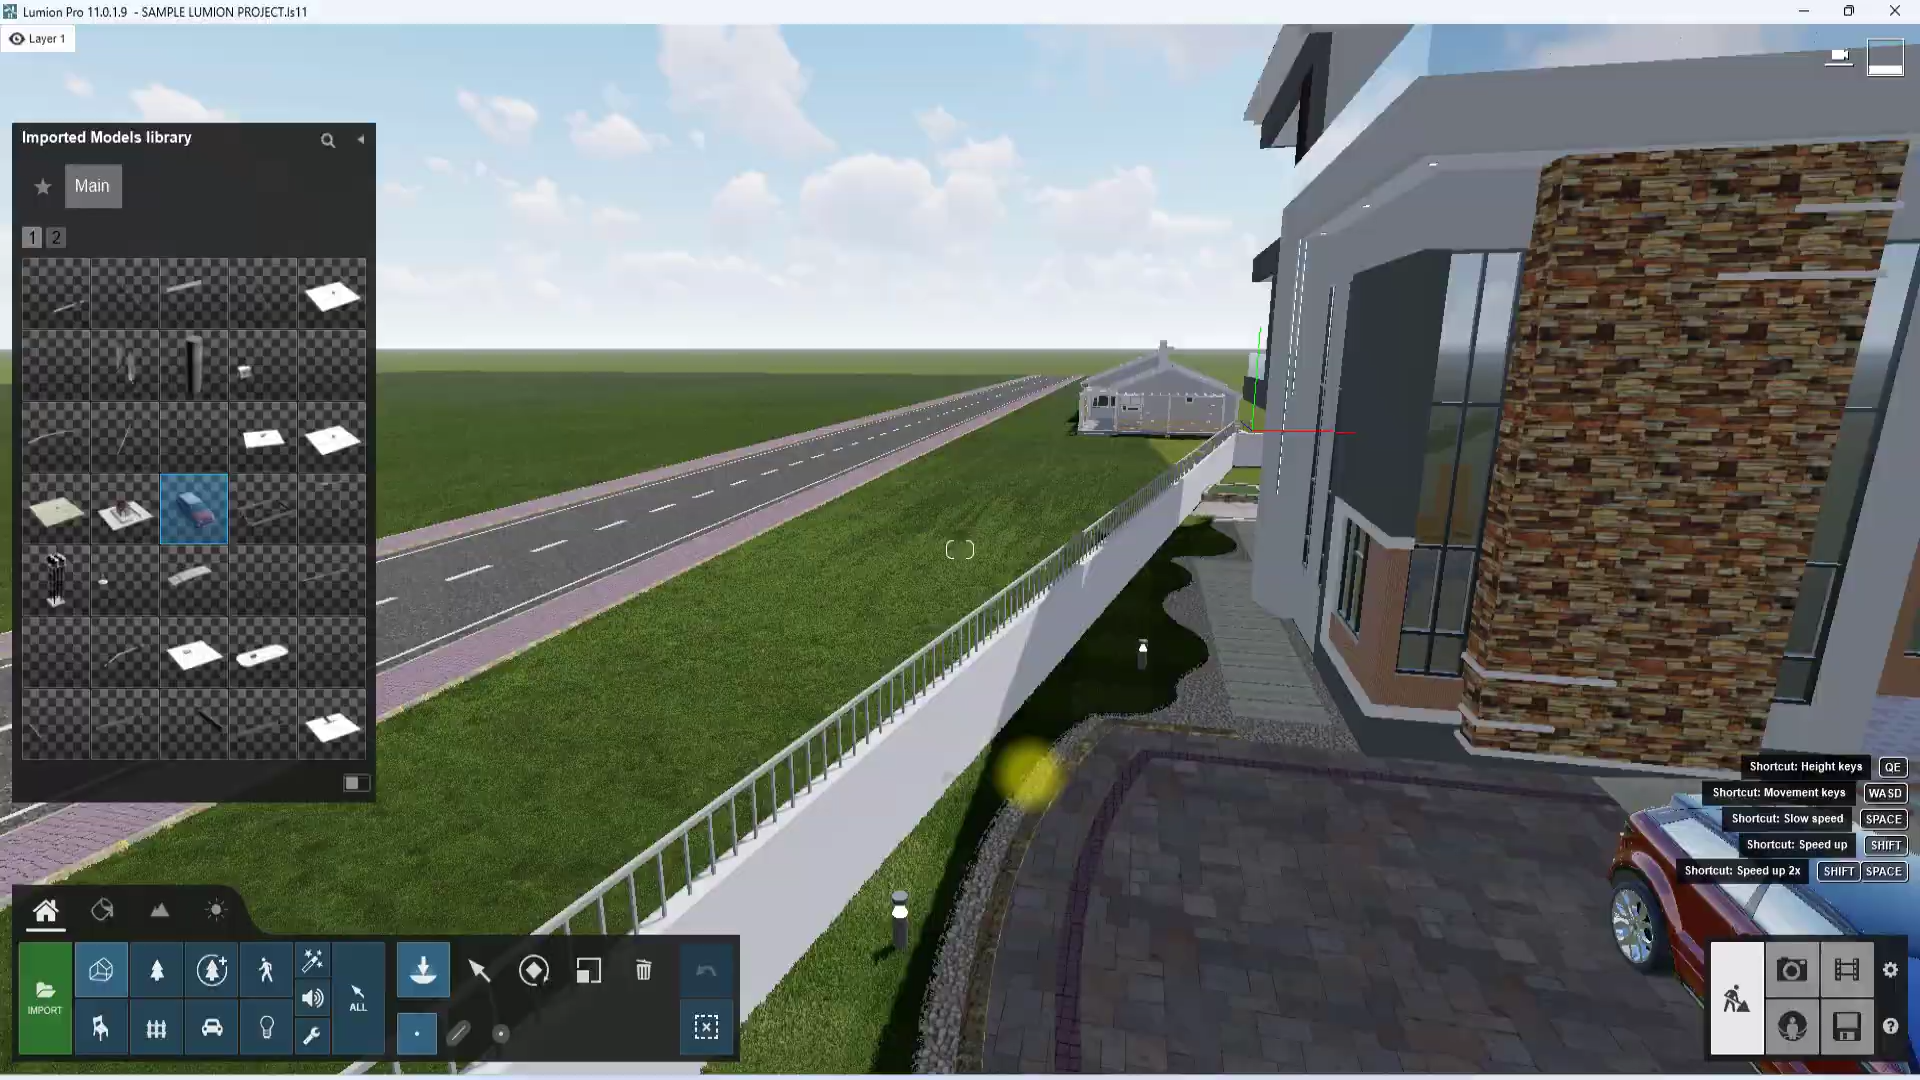 Lumion Pro 11.0.1.9 - SAMPLE LUMION PROJECT.ls11
Layer 1
Imported Models library
Main
1 2
Shortcut: Height keys QE
Shortcut: Movement keys WASD
Shortcut: Slow speed SPACE
Shortcut: Speed up SHIFT
Shortcut: Speed up 2x SHIFT SPACE
IMPORT
ALL
?